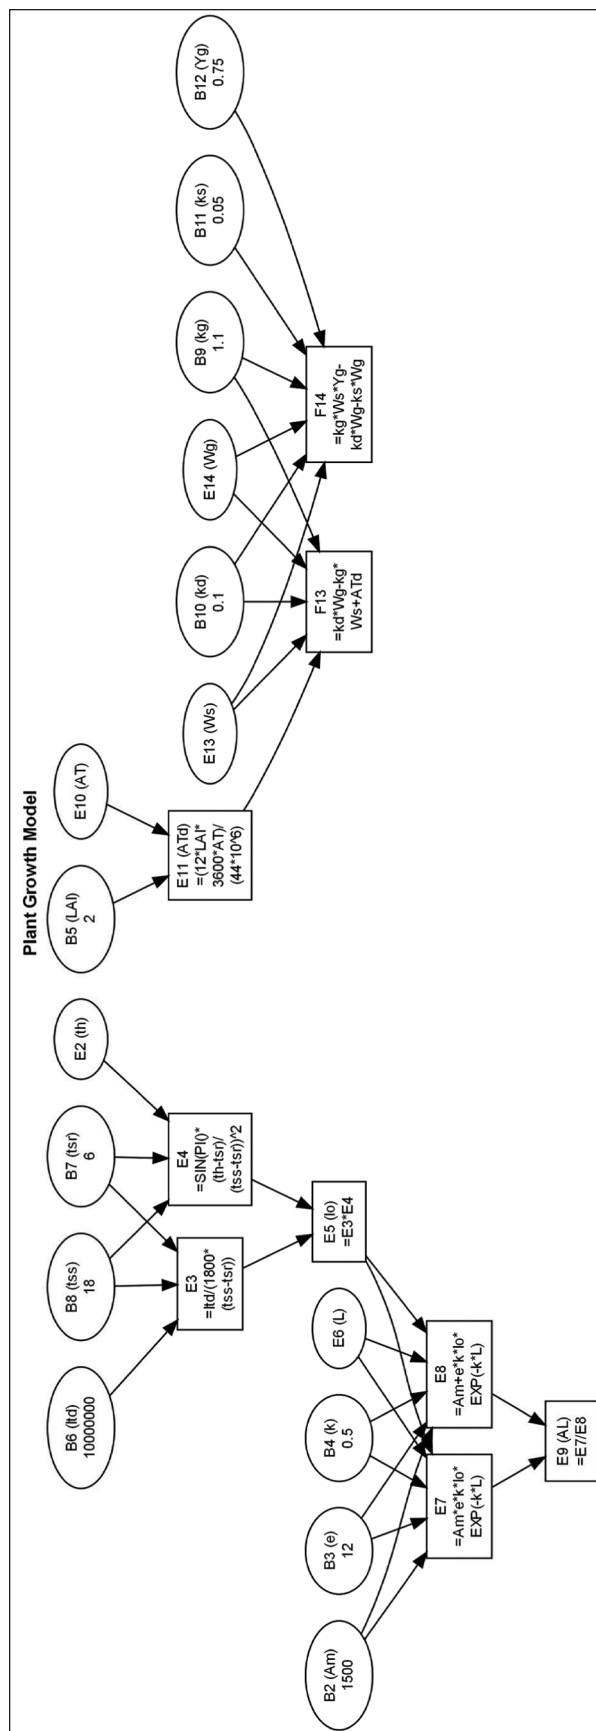 Plant Growth Model
B6 (Itd)
10000000
B8 (tss)
18
B7 (tsr)
6
E2 (th)
B5 (LAI)
2
E10 (AT)
E3
=Itd/(1800*
(tss-tsr))
E4
=SIN(PI()*
(th-tsr)/
(tss-tsr))^2
E11 (ATd)
=(12*LAI*
3600*AT)/
(44*10^6)
E13 (Ws)
B10 (kd)
0.1
E14 (Wg)
B9 (kg)
1.1
B11 (ks)
0.05
B12 (Yg)
0.75
B2 (Am)
1500
B3 (e)
12
B4 (k)
0.5
E6 (L)
E5 (Io)
=E3*E4
F13
=kd*Wg-kg*
Ws+ATd
F14
=kg*Ws*Yg-
kd*Wg-ks*Wg
E7
=Am*e*k*Io*
EXP(-k*L)
E8
=Am+e*k*Io*
EXP(-k*L)
E9 (AL)
=E7/E8